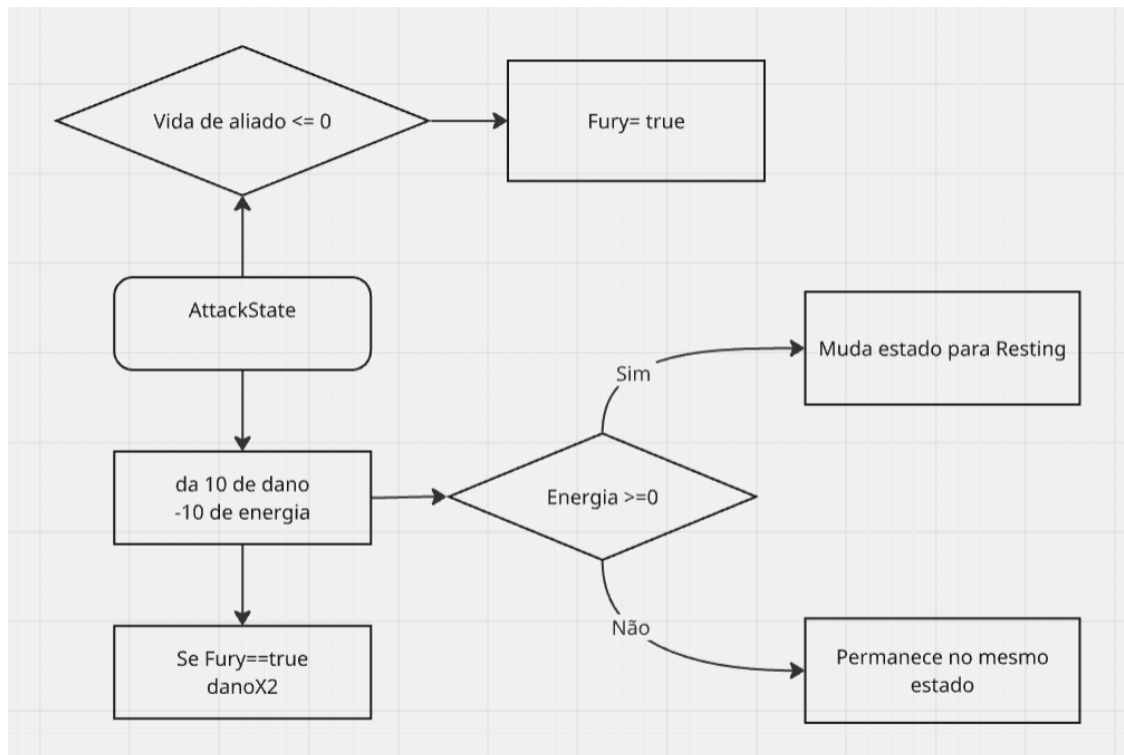 Vida de aliado <= 0
Fury= true
AttackState
Muda estado para Resting
Sim
da 10 de dano
-10 de energia
Energia >=0
Não
Se Fury==true
danoX2
Permanece no mesmo
estado